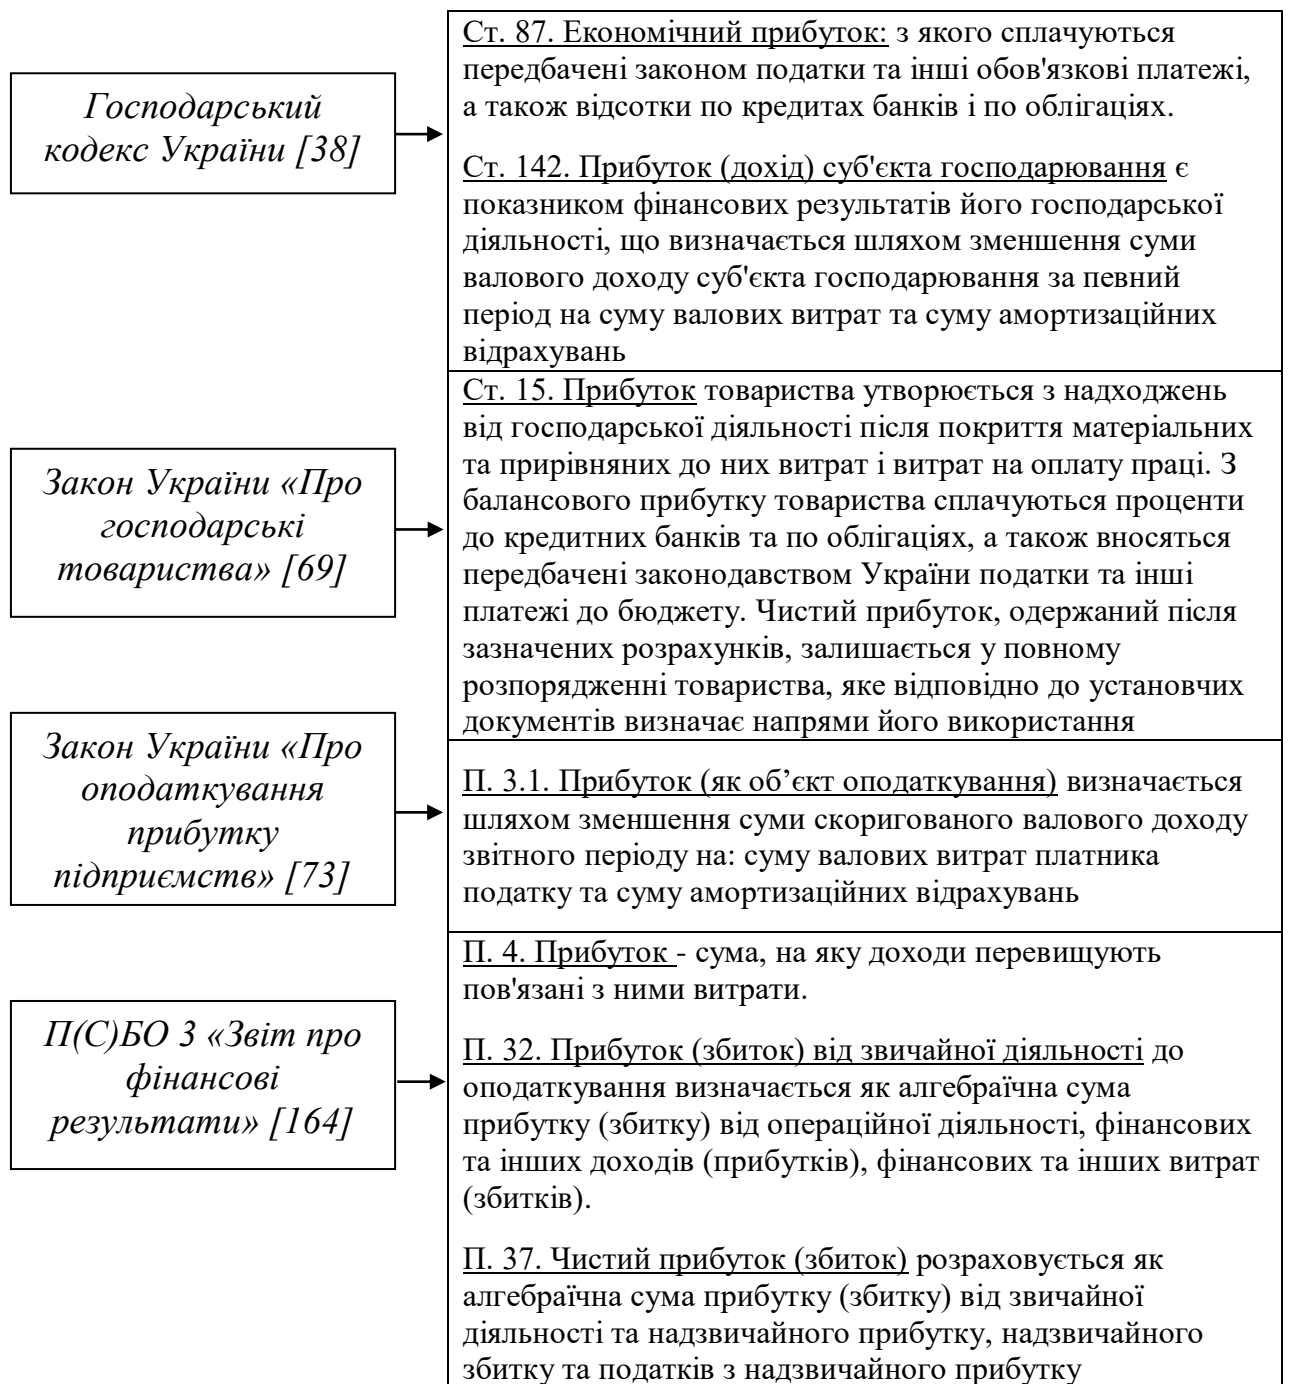 Господарський
кодекс України [38]
Ст. 87. Економічний прибуток: з якого сплачуються
передбачені законом податки та інші обов'язкові платежі,
а також відсотки по кредитах банків і по облігаціях.
Ст. 142. Прибуток (дохід) суб'єкта господарювання є
показником фінансових результатів його господарської
діяльності, що визначається шляхом зменшення суми
валового доходу суб'єкта господарювання за певний
період на суму валових витрат та суму амортизаційних
відрахувань
Закон України «Про
господарські
товариства» [69]
Ст. 15. Прибуток товариства утворюється з надходжень
від господарської діяльності після покриття матеріальних
та прирівняних до них витрат і витрат на оплату праці. З
балансового прибутку товариства сплачуються проценти
до кредитних банків та по облігаціях, а також вносяться
передбачені законодавством України податки та інші
платежі до бюджету. Чистий прибуток, одержаний після
зазначених розрахунків, залишається у повному
розпорядженні товариства, яке відповідно до установчих
документів визначає напрями його використання
Закон України «Про
оподаткування
прибутку
підприємств» [73]
П. 3.1. Прибуток (як об’єкт оподаткування) визначається
шляхом зменшення суми скоригованого валового доходу
звітного періоду на: суму валових витрат платника
податку та суму амортизаційних відрахувань
П(С)БО 3 «Звіт про
фінансові
результати» [164]
П. 4. Прибуток - сума, на яку доходи перевищують
пов'язані з ними витрати.
П. 32. Прибуток (збиток) від звичайної діяльності до
оподаткування визначається як алгебраїчна сума
прибутку (збитку) від операційної діяльності, фінансових
та інших доходів (прибутків), фінансових та інших витрат
(збитків).
П. 37. Чистий прибуток (збиток) розраховується як
алгебраїчна сума прибутку (збитку) від звичайної
діяльності та надзвичайного прибутку, надзвичайного
збитку та податків з надзвичайного прибутку